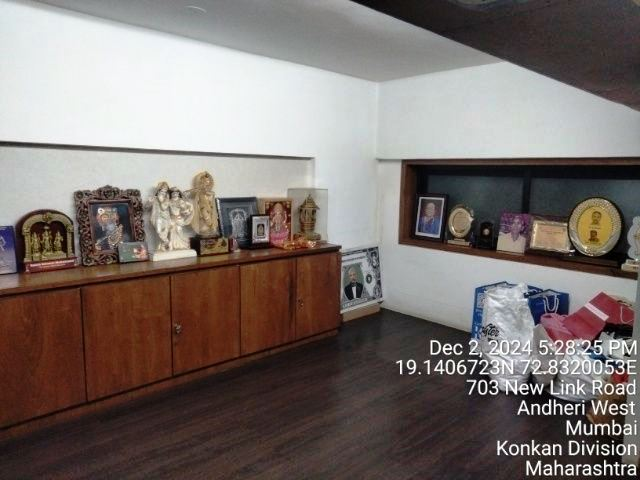 Dec 2, 2024 5:28:25 PM
19.1406723N 72.8320053E
703 New Link Road
Andheri West
Mumbai
Konkan Division
Maharashtra